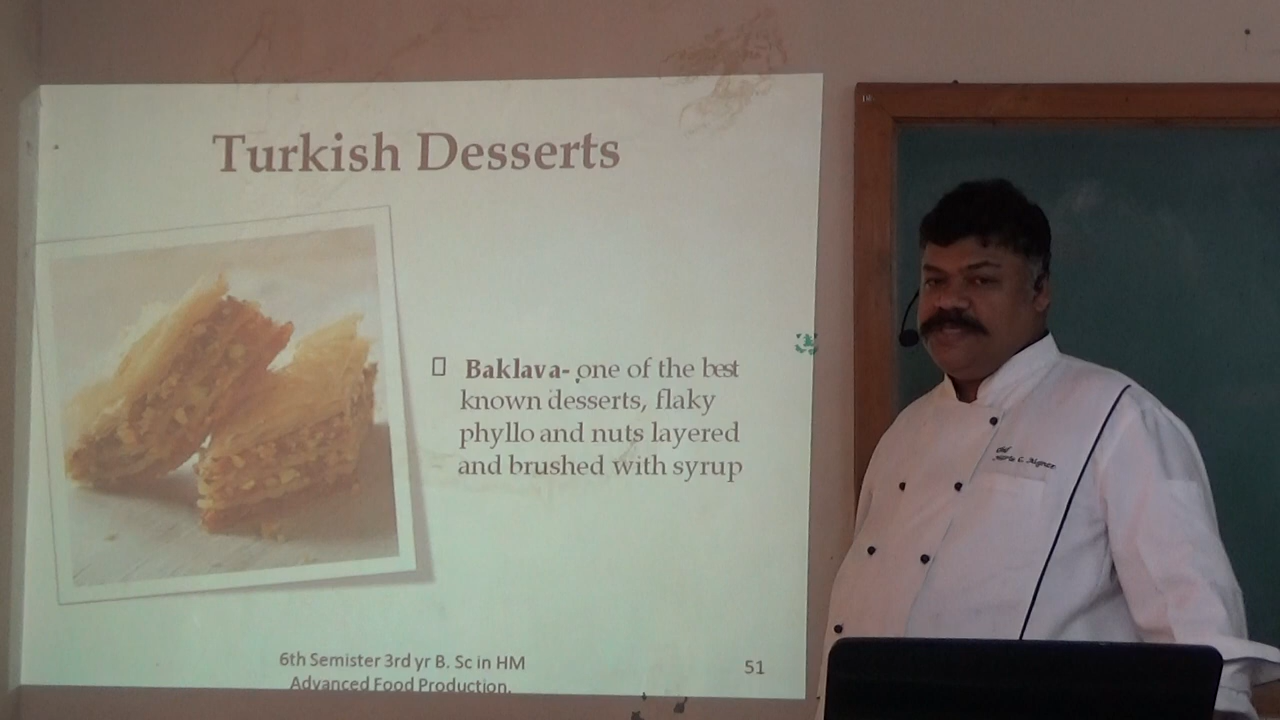 Turkish Desserts
Baklava- one of the best
known desserts, flaky
phyllo and nuts layered
and brushed with syrup
6th Semister 3rd yr B. Sc in HM
Advanced Food Production.
51
Chef